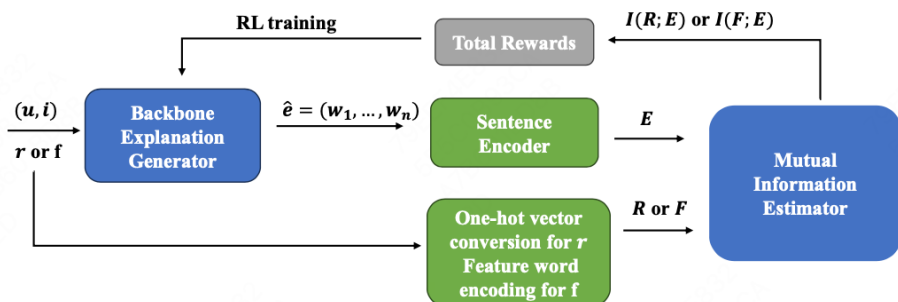 RL training
Total Rewards
I(R; E) or I(F; E)
(u, i)
r or f
Backbone
Explanation
Generator
ê = (w₁, ..., wₙ)
Sentence
Encoder
E
Mutual
Information
Estimator
One-hot vector
conversion for r
Feature word
encoding for f
R or F